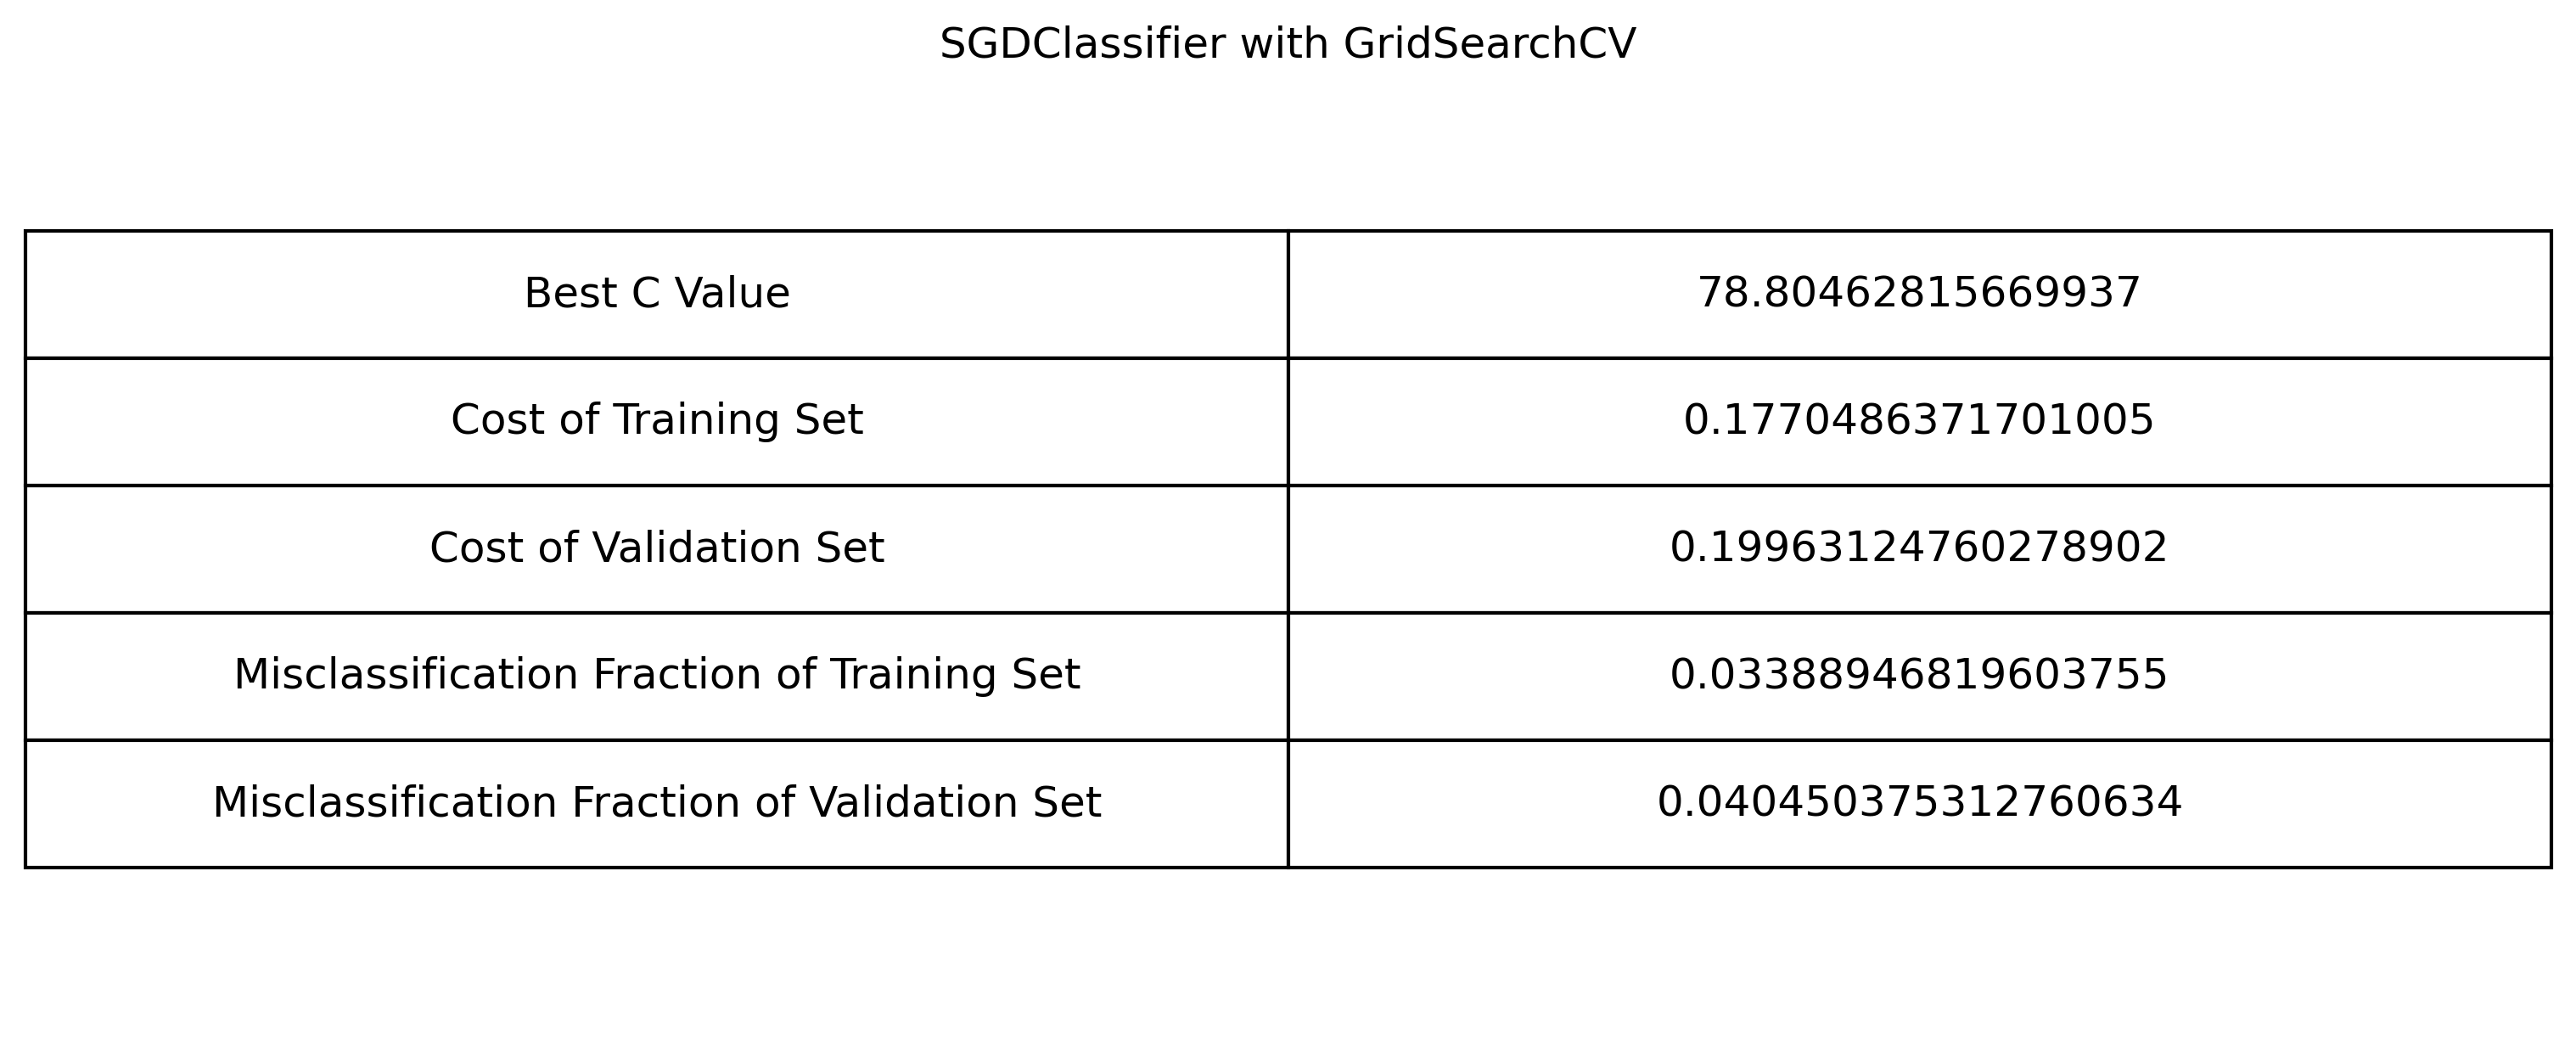 SGDClassifier with GridSearchCV
Best C Value 78.80462815669937
Cost of Training Set 0.1770486371701005
Cost of Validation Set 0.19963124760278902
Misclassification Fraction of Training Set 0.03388946819603755
Misclassification Fraction of Validation Set 0.040450375312760634